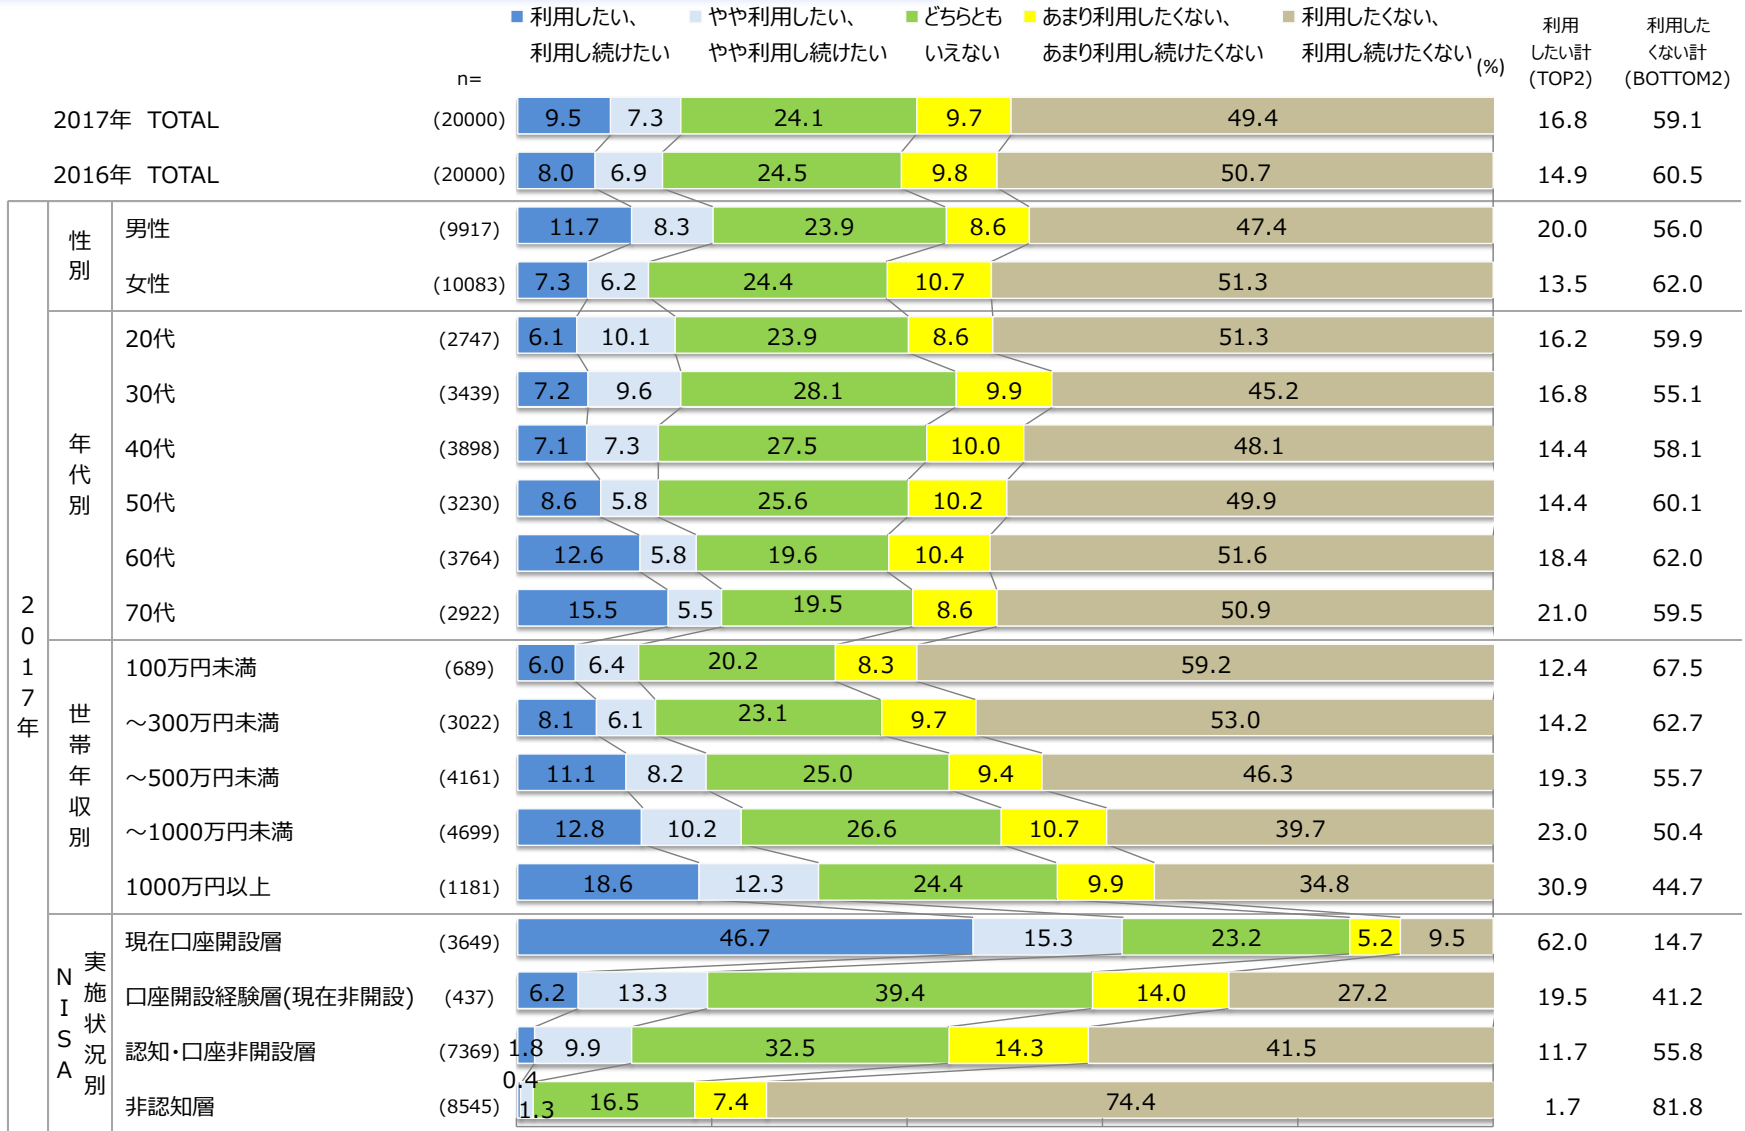 利用したい、 やや利用したい、 どちらとも あまり利用したくない、 利用したくない、
利用し続けたい やや利用し続けたい いえない あまり利用し続けたくない 利用し続けたくない (%)
利用
したい計
(TOP2)
利用した
くない計
(BOTTOM2)
n=
2017年 TOTAL (20000) 9.5 7.3 24.1 9.7 49.4 16.8 59.1
2016年 TOTAL (20000) 8.0 6.9 24.5 9.8 50.7 14.9 60.5
2017年
性別
男性 (9917) 11.7 8.3 23.9 8.6 47.4 20.0 56.0
女性 (10083) 7.3 6.2 24.4 10.7 51.3 13.5 62.0
年代別
20代 (2747) 6.1 10.1 23.9 8.6 51.3 16.2 59.9
30代 (3439) 7.2 9.6 28.1 9.9 45.2 16.8 55.1
40代 (3898) 7.1 7.3 27.5 10.0 48.1 14.4 58.1
50代 (3230) 8.6 5.8 25.6 10.2 49.9 14.4 60.1
60代 (3764) 12.6 5.8 19.6 10.4 51.6 18.4 62.0
70代 (2922) 15.5 5.5 19.5 8.6 50.9 21.0 59.5
世帯年収別
100万円未満 (689) 6.0 6.4 20.2 8.3 59.2 12.4 67.5
～300万円未満 (3022) 8.1 6.1 23.1 9.7 53.0 14.2 62.7
～500万円未満 (4161) 11.1 8.2 25.0 9.4 46.3 19.3 55.7
～1000万円未満 (4699) 12.8 10.2 26.6 10.7 39.7 23.0 50.4
1000万円以上 (1181) 18.6 12.3 24.4 9.9 34.8 30.9 44.7
NISA
実施状況別
現在口座開設層 (3649) 46.7 15.3 23.2 5.2 9.5 62.0 14.7
口座開設経験層(現在非開設) (437) 6.2 13.3 39.4 14.0 27.2 19.5 41.2
認知・口座非開設層 (7369) 1.8 9.9 32.5 14.3 41.5 11.7 55.8
非認知層 (8545) 0.4 1.3 16.5 7.4 74.4 1.7 81.8